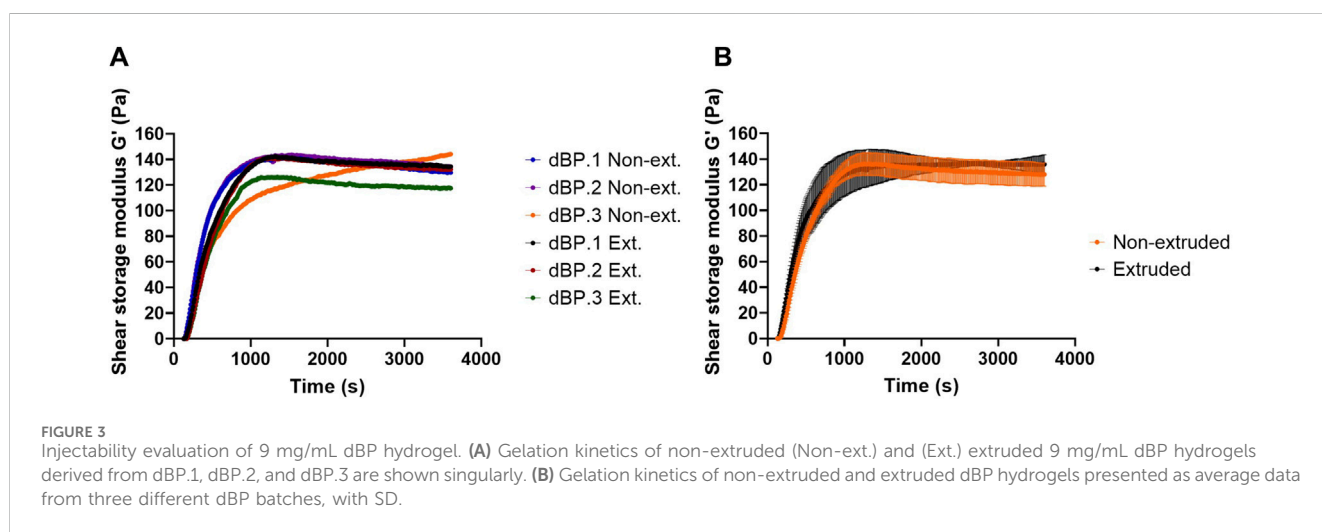 A
Shear storage modulus G' (Pa)
160
140
120
100
80
60
40
20
0
0 1000 2000 3000 4000
Time (s)
dBP.1 Non-ext.
dBP.2 Non-ext.
dBP.3 Non-ext.
dBP.1 Ext.
dBP.2 Ext.
dBP.3 Ext.
B
Shear storage modulus G' (Pa)
160
140
120
100
80
60
40
20
0
0 1000 2000 3000 4000
Time (s)
Non-extruded
Extruded
FIGURE 3
Injectability evaluation of 9 mg/mL dBP hydrogel. (A) Gelation kinetics of non-extruded (Non-ext.) and (Ext.) extruded 9 mg/mL dBP hydrogels
derived from dBP.1, dBP.2, and dBP.3 are shown singularly. (B) Gelation kinetics of non-extruded and extruded dBP hydrogels presented as average data
from three different dBP batches, with SD.